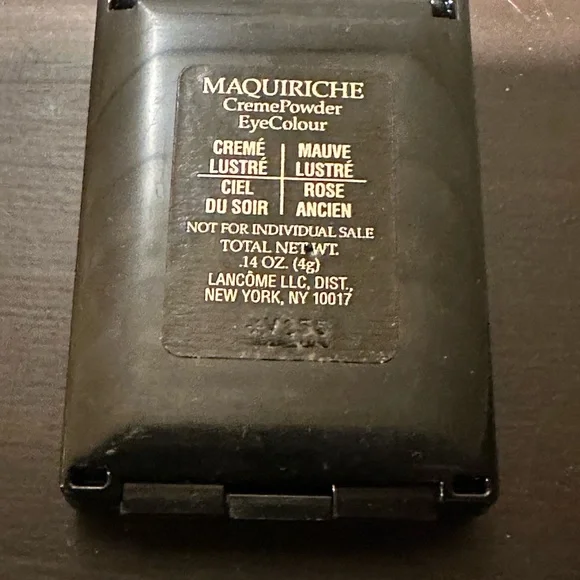 MAQUIRICHE
CremePowder
EyeColour
CREMÉ MAUVE
LUSTRÉ LUSTRÉ
CIEL ROSE
DU SOIR ANCIEN
NOT FOR INDIVIDUAL SALE
TOTAL NET WT.
.14 OZ. (4g)
LANCÔME LLC, DIST.,
NEW YORK, NY 10017